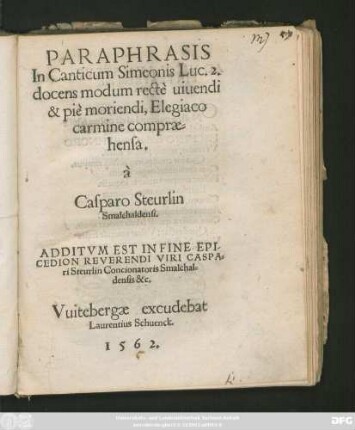 PARAPHRASIS
In Canticum Simeonis Luc. 2.
docens modum rectè uiuendi
& piè moriendi, Elegiaco
carmine compræ-
hensa,
à
Casparo Steurlin
Smalchaldensi.
ADDITVM EST IN FINE EPI-
CEDION REVERENDI VIRI CASPA-
ri Steurlin Concionatoris Smalchal-
densis &c.
Vuitebergæ excudebat
Laurentius Schuenck.
1562.